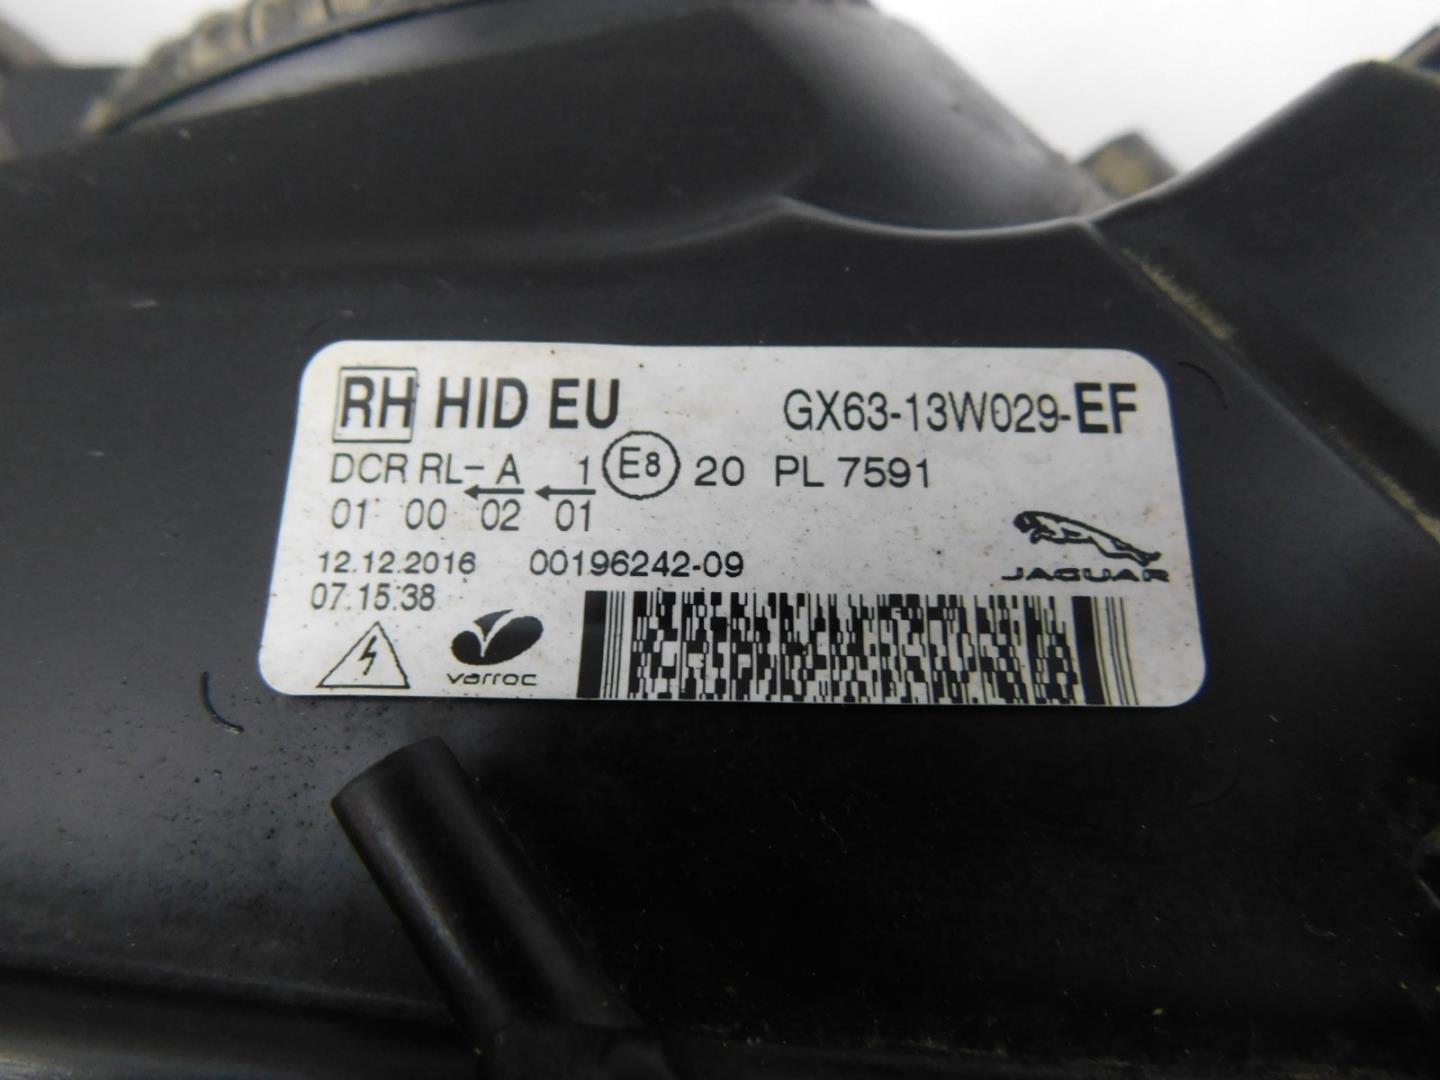 RH HID EU GX63-13W029-EF
DCR RL- A 1 E8 20 PL 7591
01 00 02 01
12.12.2016 00196242-09
07.15.38
JAGUAR
varroc